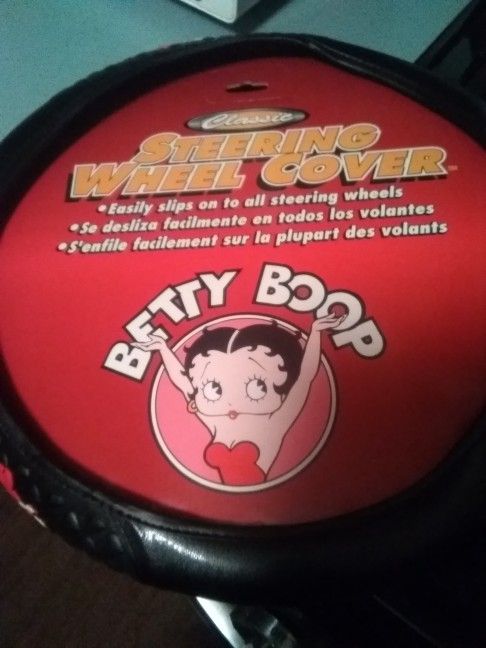 Classic
STEERING
WHEEL COVER™
•Easily slips on to all steering wheels
•Se desliza facilmente en todos los volantes
•S'enfile facilement sur la plupart des volants
BETTY BOOP